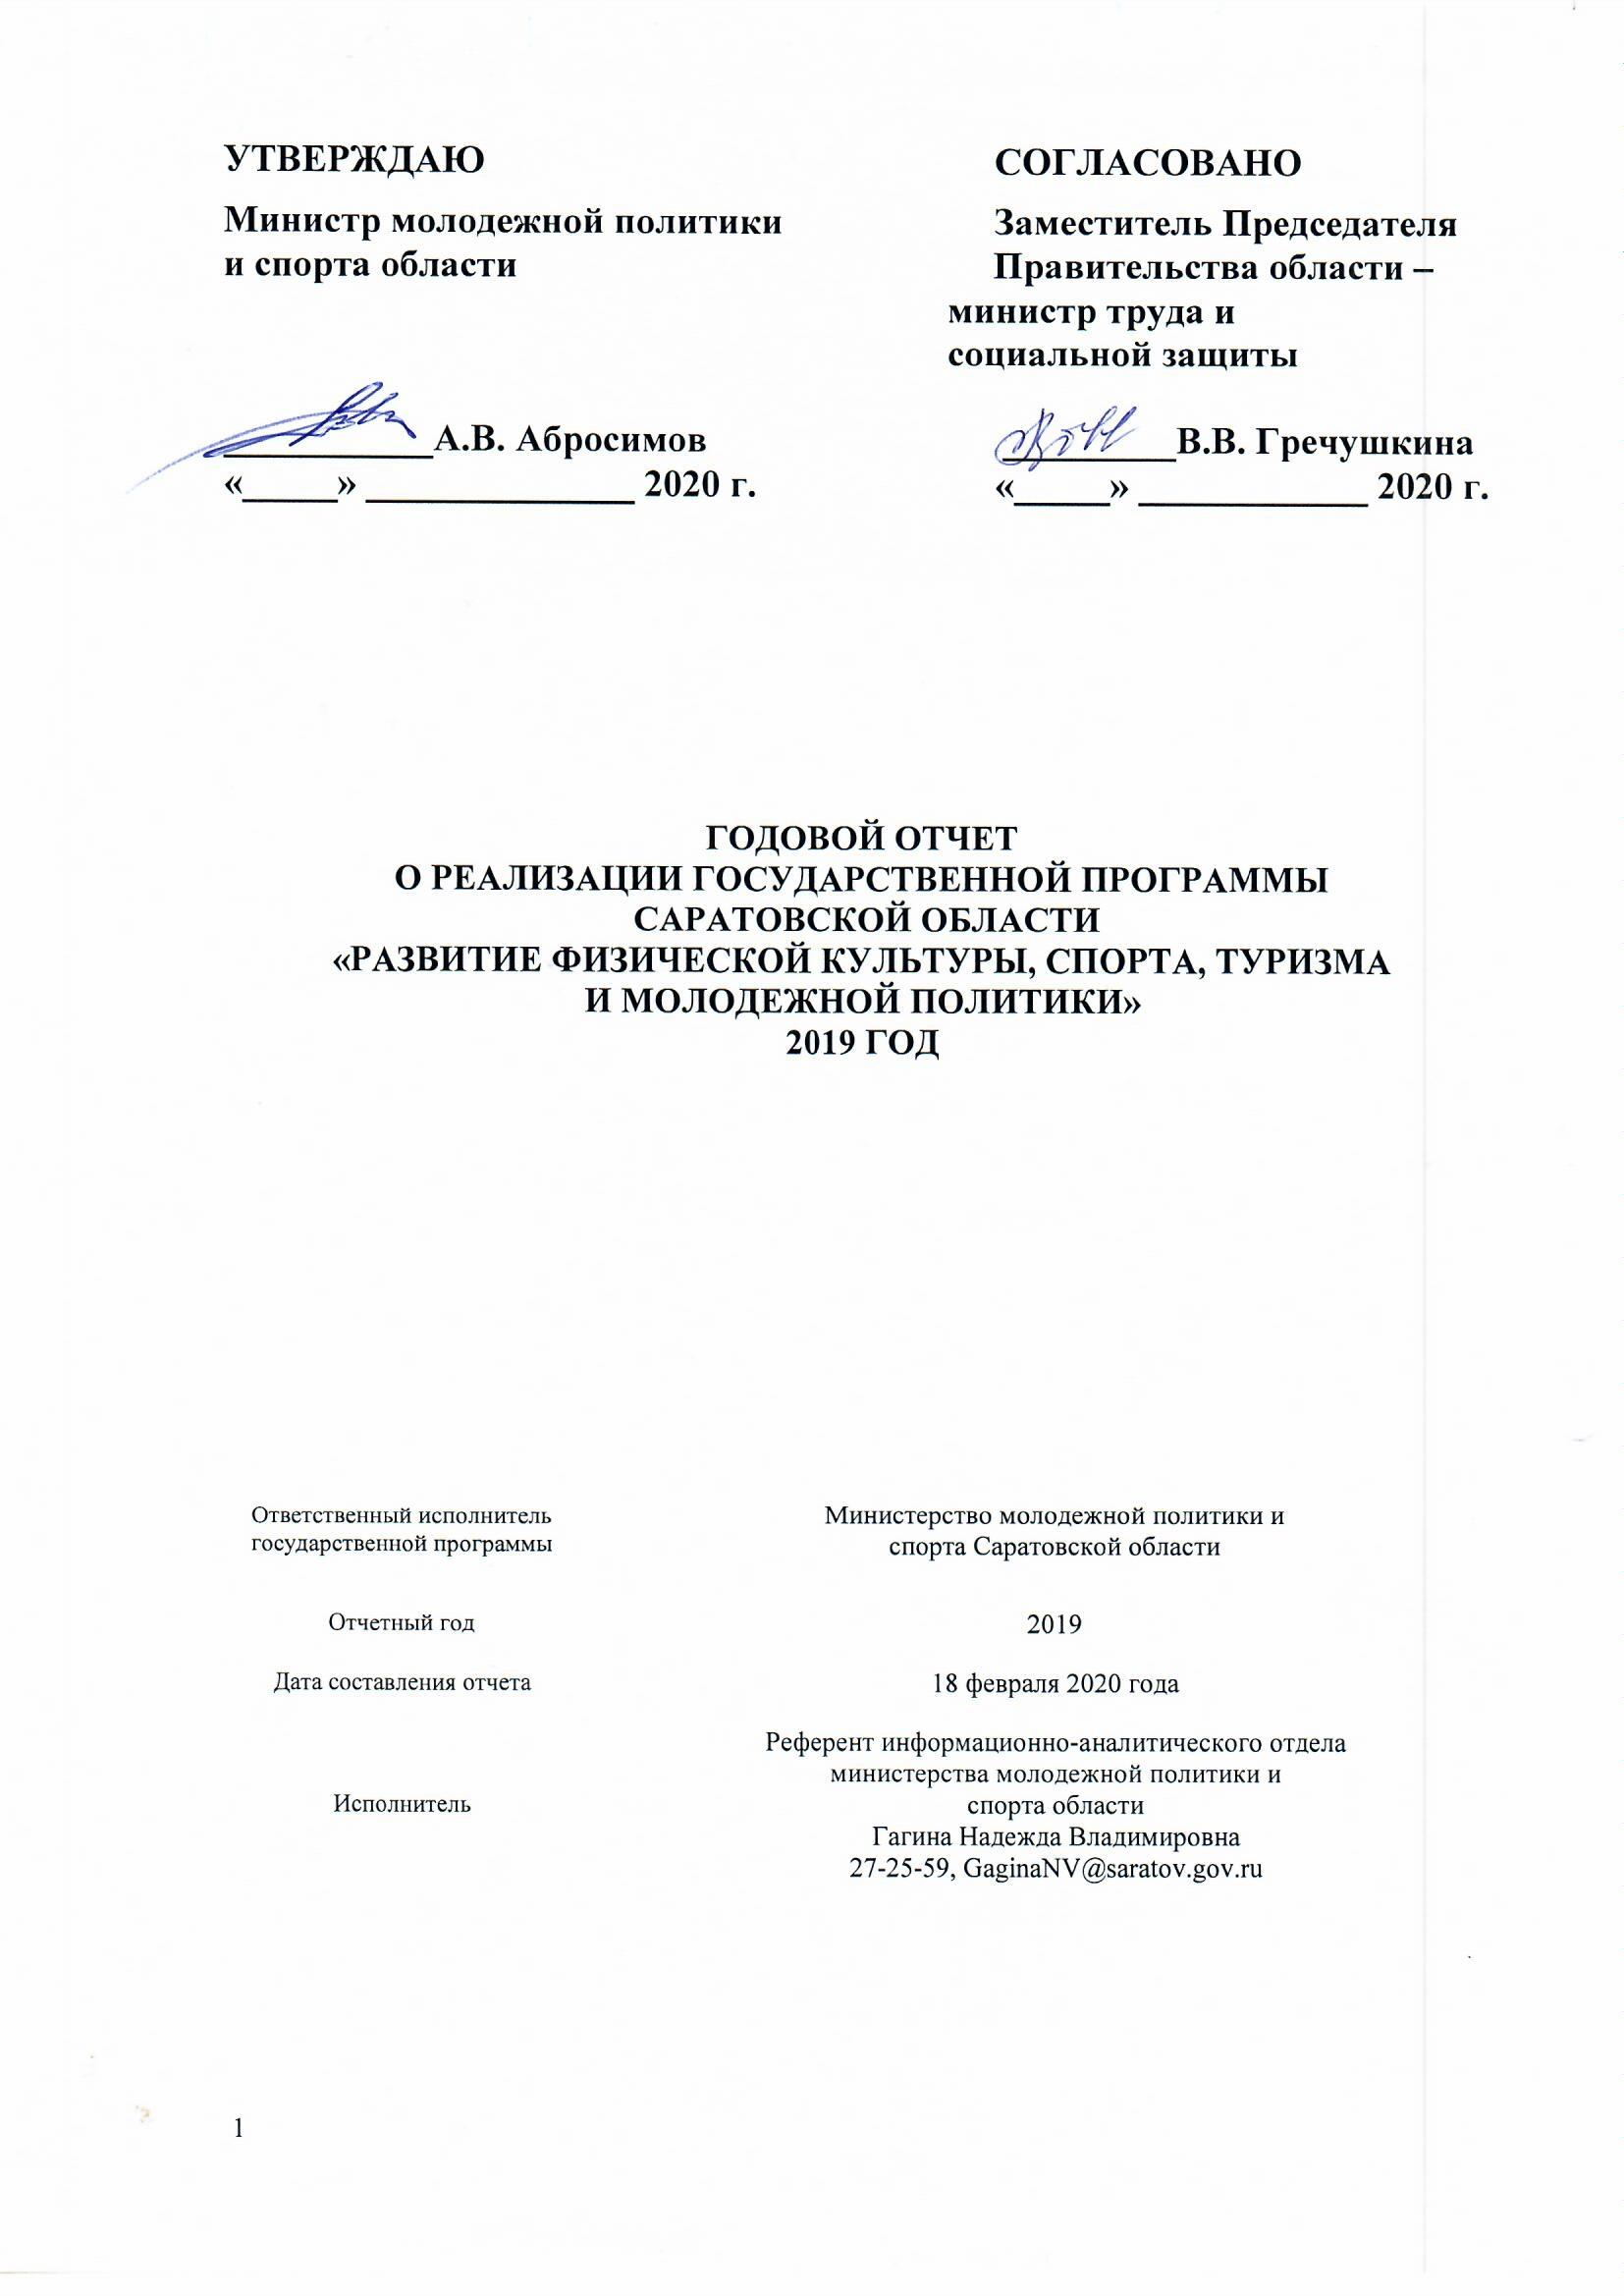 УТВЕРЖДАЮ
Министр молодежной политики
и спорта области
____________А.В. Абросимов
«_____» ______________ 2020 г.
СОГЛАСОВАНО
Заместитель Председателя
Правительства области –
министр труда и
социальной защиты
_________В.В. Гречушкина
«_____» ____________ 2020 г.
ГОДОВОЙ ОТЧЕТ
О РЕАЛИЗАЦИИ ГОСУДАРСТВЕННОЙ ПРОГРАММЫ
САРАТОВСКОЙ ОБЛАСТИ
«РАЗВИТИЕ ФИЗИЧЕСКОЙ КУЛЬТУРЫ, СПОРТА, ТУРИЗМА
И МОЛОДЕЖНОЙ ПОЛИТИКИ»
2019 ГОД
Ответственный исполнитель
государственной программы
Министерство молодежной политики и
спорта Саратовской области
Отчетный год
2019
Дата составления отчета
18 февраля 2020 года
Исполнитель
Референт информационно-аналитического отдела
министерства молодежной политики и
спорта области
Гагина Надежда Владимировна
27-25-59, GaginaNV@saratov.gov.ru
1